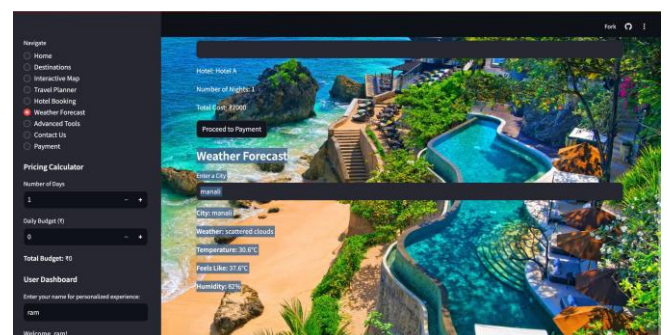 Fork
Navigate
Home
Destinations
Interactive Map
Travel Planner
Hotel Booking
Weather Forecast
Advanced Tools
Contact Us
Payment
Pricing Calculator
Number of Days
1
Daily Budget (₹)
0
Total Budget: ₹0
User Dashboard
Enter your name for personalized experience:
ram
Welcome, ram!
Hotel: Hotel A
Number of Nights: 1
Total Cost: ₹2000
Proceed to Payment
Weather Forecast
Enter a City
manali
City: manali
Weather: scattered clouds
Temperature: 30.6°C
Feels Like: 37.6°C
Humidity: 62%